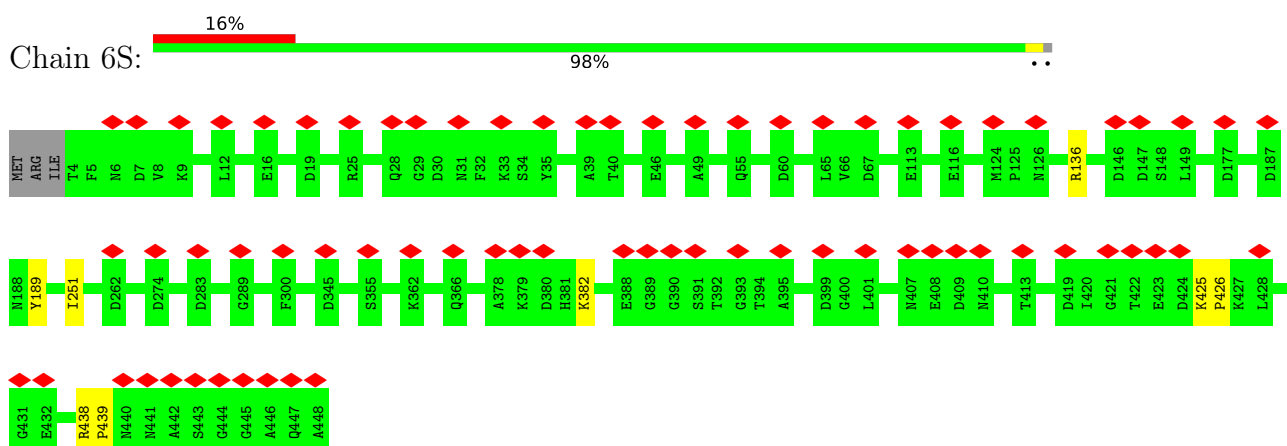 16%
Chain 6S:
98%
• •
MET ARG ILE T4 F5 N6 D7 V8 K9 L12 E16 D19 R25 Q28 G29 D30 N31 F32 K33 S34 Y35 A39 T40 E46 A49 Q55 D60 L65 V66 D67 E113 E116 M124 P125 N126 R136 D146 D147 S148 L149 D177 D187
N188 Y189 I251 D262 D274 D283 G289 F300 D345 S355 K362 Q366 A378 K379 D380 H381 K382 E388 G389 G390 S391 T392 G393 T394 A395 D399 G400 L401 N407 E408 D409 N410 T413 D419 I420 G421 T422 E423 D424 K425 P426 K427 L428
G431 E432 R438 P439 N440 N441 A442 S443 G444 G445 A446 Q447 A448